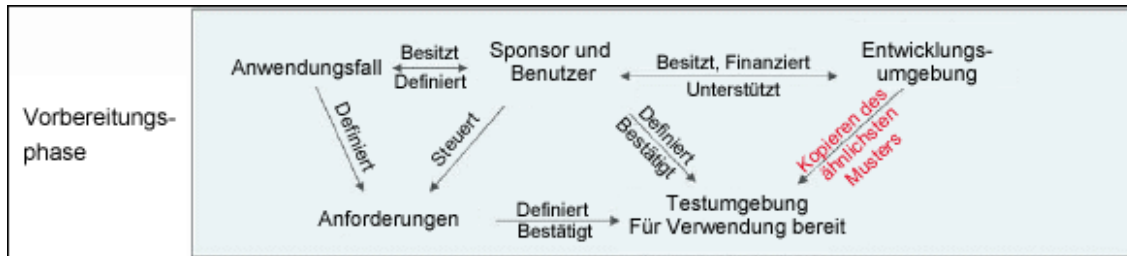 Vorbereitungs-
phase
Anwendungsfall
Besitzt
Definiert
Sponsor und
Benutzer
Besitzt, Finanziert
Unterstützt
Entwicklungs-
umgebung
Definiert
Steuert
Definiert
Bestätigt
Kopieren des
ähnlichsten
Musters
Anforderungen
Definiert
Bestätigt
Testumgebung
Für Verwendung bereit